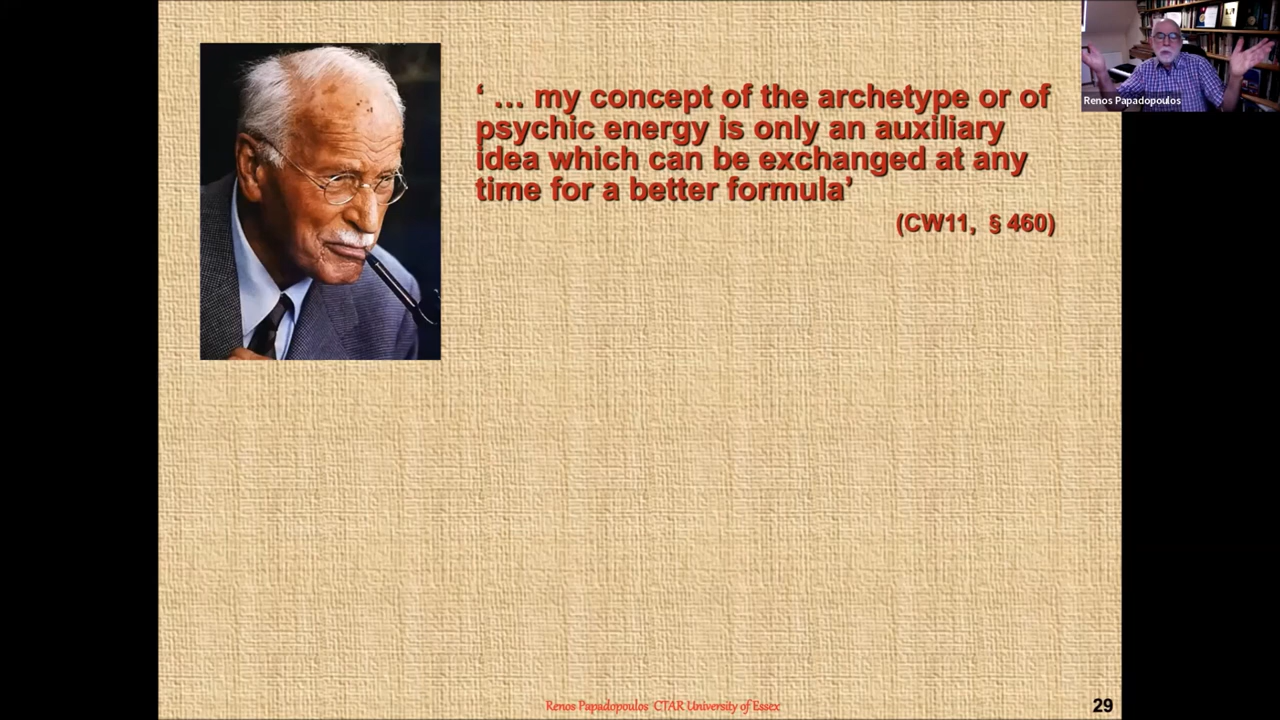 ‘ ... my concept of the archetype or of
psychic energy is only an auxiliary
idea which can be exchanged at any
time for a better formula’
(CW11, § 460)
Renos Papadopoulos
Renos Papadopoulos CTAR University of Essex
29